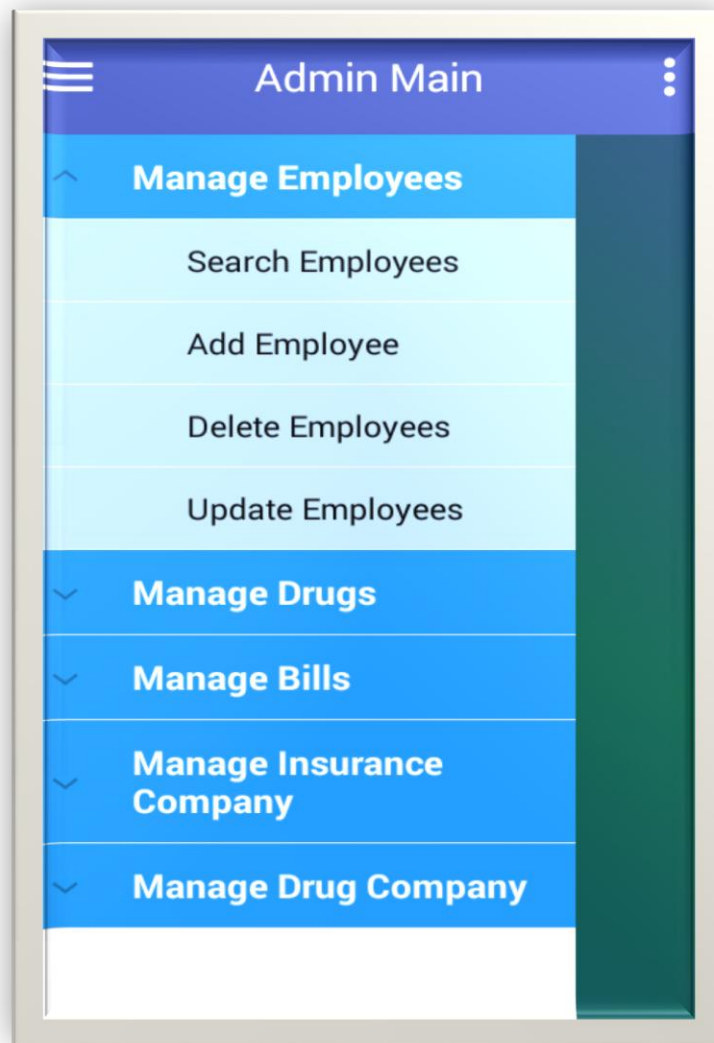 Admin Main
Manage Employees
Search Employees
Add Employee
Delete Employees
Update Employees
Manage Drugs
Manage Bills
Manage Insurance
Company
Manage Drug Company